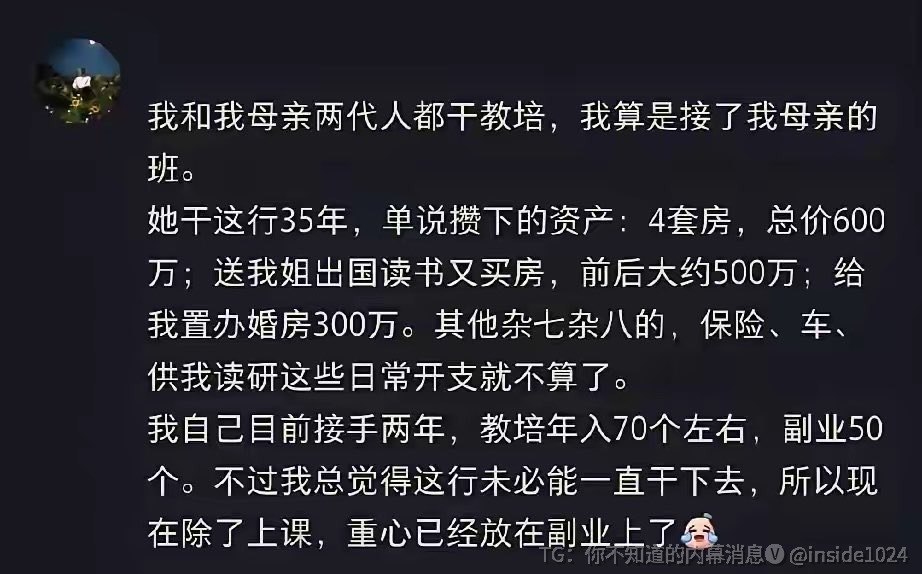 我和我母亲两代人都干教培，我算是接了我母亲的
班。
她干这行35年，单说攒下的资产：4套房，总价600
万；送我姐出国读书又买房，前后大约500万；给
我置办婚房300万。其他杂七杂八的，保险、车、
供我读研这些日常开支就不算了。
我自己目前接手两年，教培年入70个左右，副业50
个。不过我总觉得这行未必能一直干下去，所以现
在除了上课，重心已经放在副业上了😭
TG：你不知道的内幕消息Ⓥ @inside1024